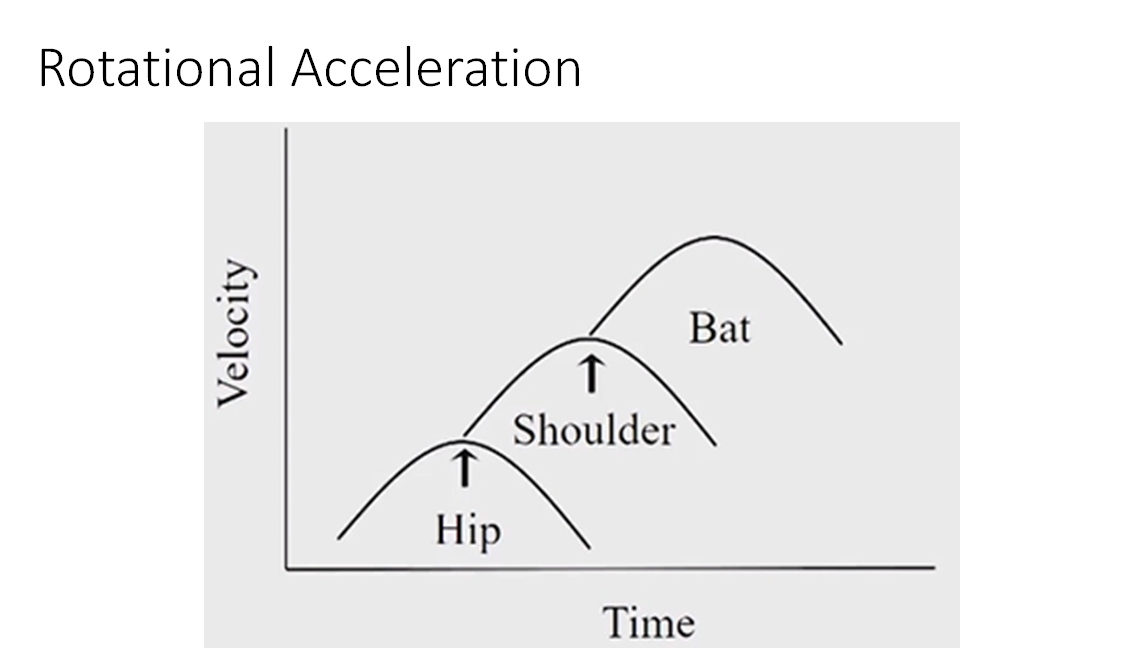 Rotational Acceleration
Velocity
Bat
Shoulder
Hip
Time